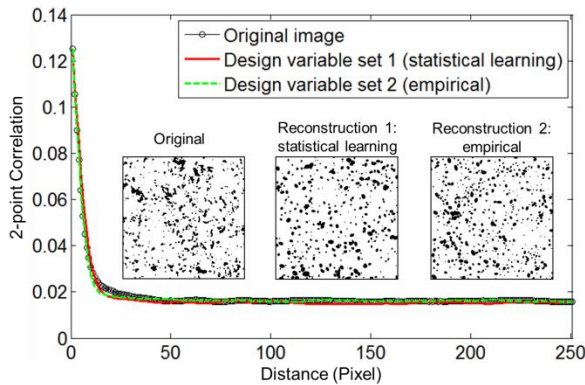 0.14
0.12
0.1
0.08
0.06
0.04
0.02
0
2-point Correlation
Original image
Design variable set 1 (statistical learning)
Design variable set 2 (empirical)
Original
Reconstruction 1:
statistical learning
Reconstruction 2:
empirical
0 50 100 150 200 250
Distance (Pixel)